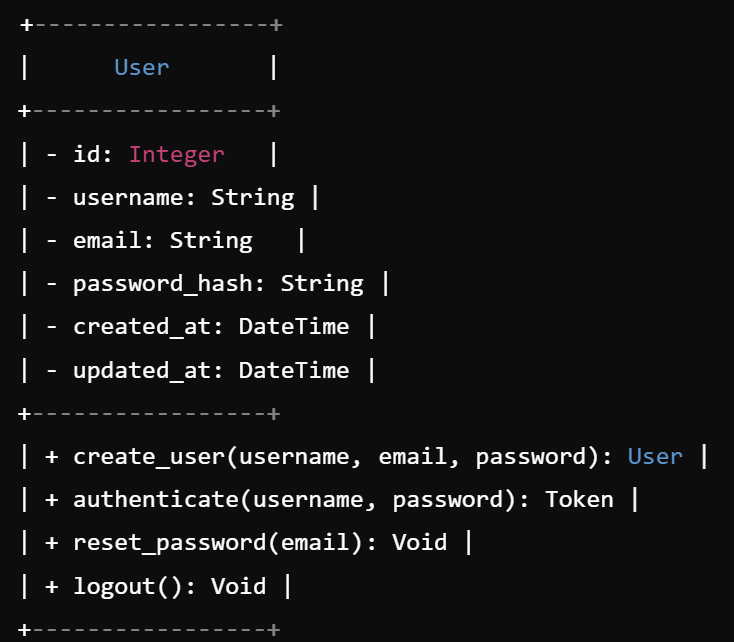 +-----------------+
|      User       |
+-----------------+
| - id: Integer   |
| - username: String |
| - email: String   |
| - password_hash: String |
| - created_at: DateTime |
| - updated_at: DateTime |
+-----------------+
| + create_user(username, email, password): User |
| + authenticate(username, password): Token |
| + reset_password(email): Void |
| + logout(): Void |
+-----------------+